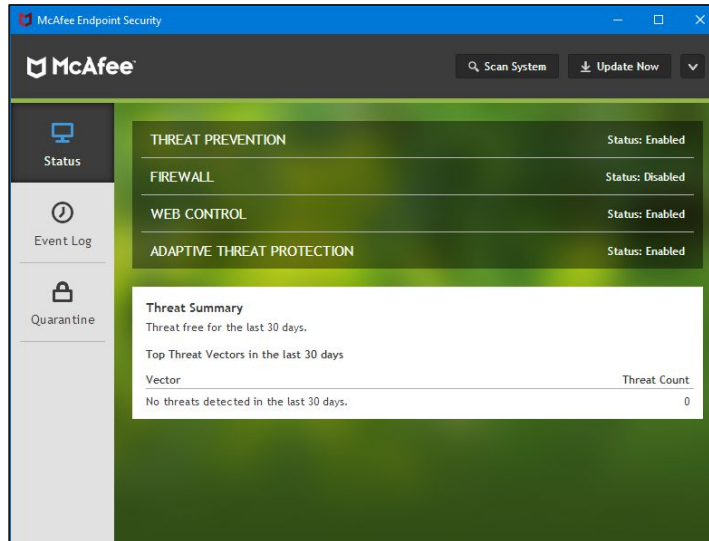 McAfee Endpoint Security
McAfee
Scan System
Update Now
Status
Event Log
Quarantine
THREAT PREVENTION Status: Enabled
FIREWALL Status: Disabled
WEB CONTROL Status: Enabled
ADAPTIVE THREAT PROTECTION Status: Enabled
Threat Summary
Threat free for the last 30 days.
Top Threat Vectors in the last 30 days
Vector Threat Count
No threats detected in the last 30 days. 0